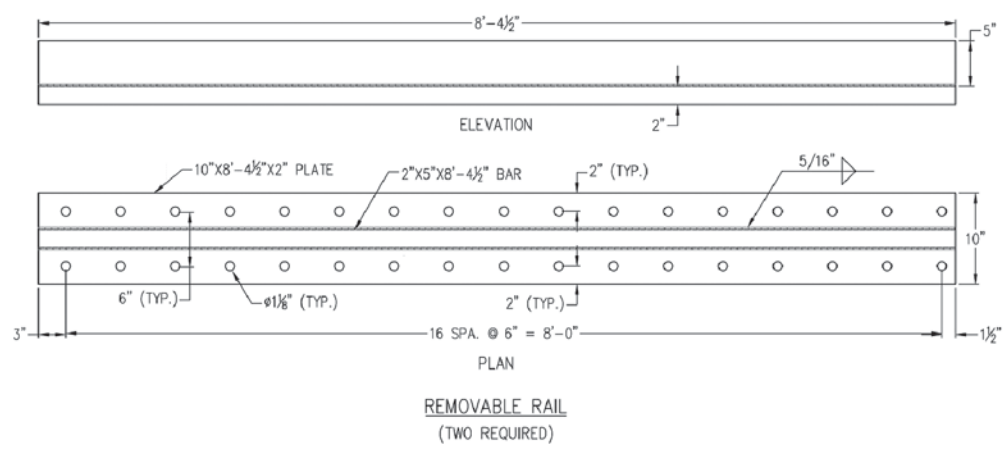 8'-4½"
5"
ELEVATION
2"
10"X8'-4½"X2" PLATE
2"X5"X8'-4½" BAR
2" (TYP.)
5/16"
10"
6" (TYP.)
ø1⅛" (TYP.)
2" (TYP.)
3"
16 SPA. @ 6" = 8'-0"
1½"
PLAN
REMOVABLE RAIL
(TWO REQUIRED)